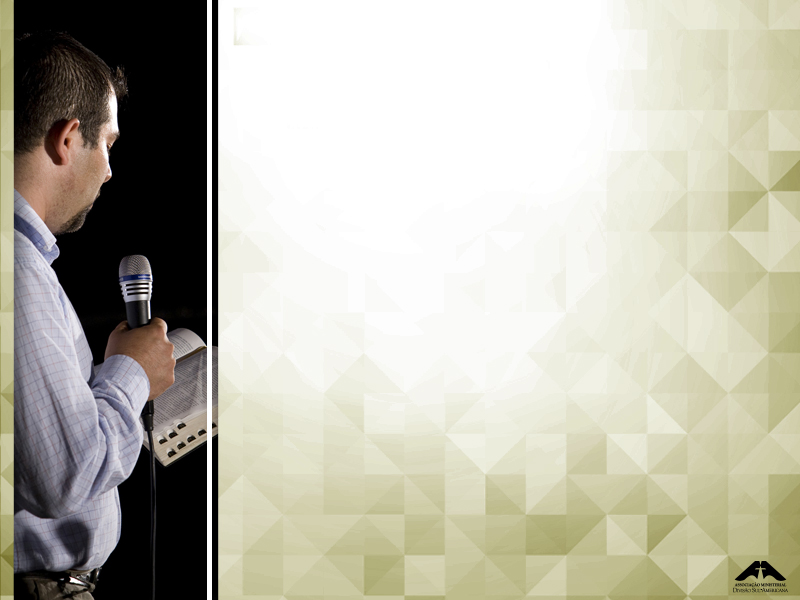 ASSOCIAÇÃO MINISTERIAL
DIVISÃO SUL-AMERICANA